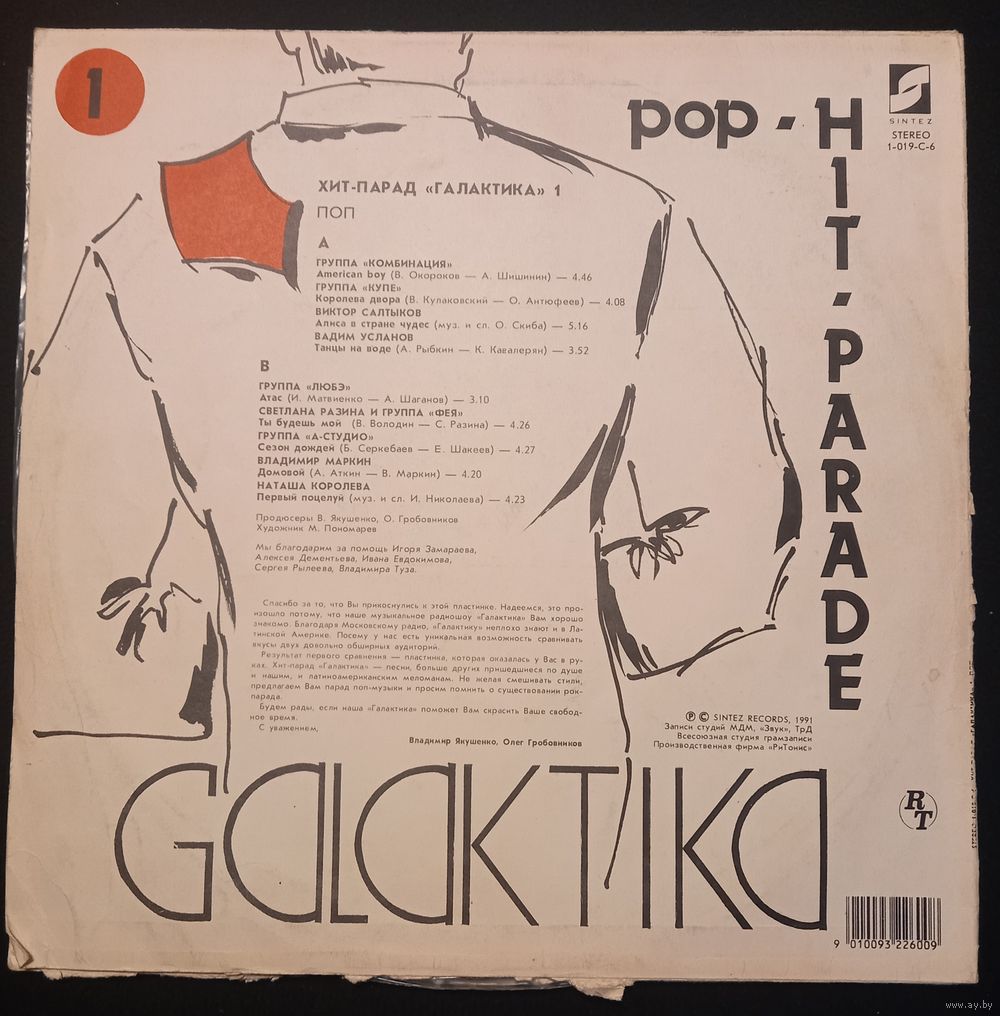 1
pop - HIT - PARADE
SINTEZ
STEREO
1-019-C-6
ХИТ-ПАРАД «ГАЛАКТИКА» 1
ПОП
А
ГРУППА «КОМБИНАЦИЯ»
American boy (В. Окороков — А. Шишинин) — 4.46
ГРУППА «КУПЕ»
Королева двора (В. Кулаковский — О. Антюфеев) — 4.08
ВИКТОР САЛТЫКОВ
Алиса в стране чудес (муз. и сл. О. Скиба) — 5.16
ВАДИМ УСЛАНОВ
Танцы на воде (А. Рыбкин — К. Кавалерян) — 3.52
В
ГРУППА «ЛЮБЭ»
Атас (И. Матвиенко — А. Шаганов) — 3.10
СВЕТЛАНА РАЗИНА И ГРУППА «ФЕЯ»
Ты будешь мой (В. Володин — С. Разина) — 4.26
ГРУППА «А-СТУДИО»
Сезон дождей (Б. Серкебаев — Е. Шакеев) — 4.27
ВЛАДИМИР МАРКИН
Домовой (А. Аткин — В. Маркин) — 4.20
НАТАША КОРОЛЕВА
Первый поцелуй (муз. и сл. И. Николаева) — 4.23
Продюсеры В. Якушенко, О. Гробовников
Художник М. Пономарев
Мы благодарим за помощь Игоря Замараева,
Алексея Дементьева, Ивана Евдокимова,
Сергея Рылеева, Владимира Туза.
Спасибо за то, что Вы прикоснулись к этой пластинке. Надеемся, это про-
изошло потому, что наше музыкальное радиошоу «Галактика» Вам хорошо
знакомо. Благодаря Московскому радио, «Галактику» неплохо знают и в Ла-
тинской Америке. Посему у нас есть уникальная возможность сравнивать
вкусы двух довольно обширных аудиторий.
Результат первого сравнения — пластинка, которая оказалась у Вас в ру-
ках. Хит-парад «Галактика» — песни, больше других пришедшиеся по душе
и нашим, и латиноамериканским меломанам. Не желая смешивать стили,
предлагаем Вам парад поп-музыки и просим помнить о существовании рок-
парада.
Будем рады, если наша «Галактика» поможет Вам скрасить Ваше свобод-
ное время.
С уважением,
Владимир Якушенко, Олег Гробовников
Ⓟ © SINTEZ RECORDS, 1991
Записи студий МДМ, «Звук», ТрД
Всесоюзная студия грамзаписи
Производственная фирма «РиТонис»
GALAKTIKA
RT
9 010093 226009
www.ay.by